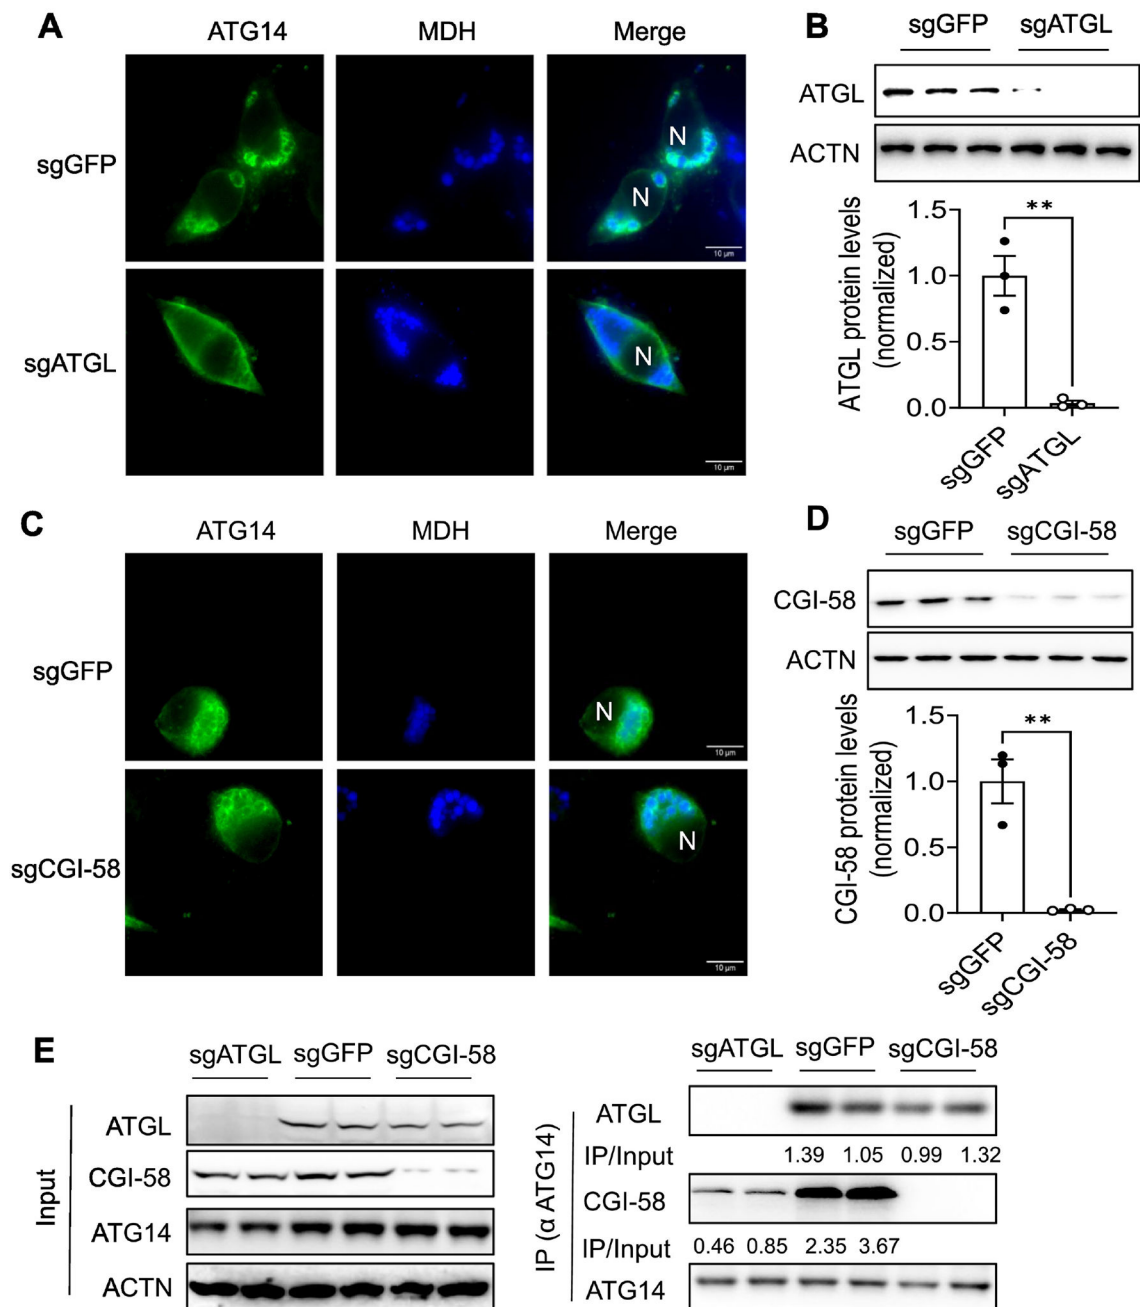 A
ATG14 MDH Merge
sgGFP
N
N
10 µm
sgATGL
N
10 µm
B
sgGFP sgATGL
ATGL
ACTN
ATGL protein levels
(normalized)
1.5
1.0
0.5
0.0
**
sgGFP
sgATGL
C
ATG14 MDH Merge
sgGFP
N
10 µm
sgCGI-58
N
10 µm
D
sgGFP sgCGI-58
CGI-58
ACTN
CGI-58 protein levels
(normalized)
1.5
1.0
0.5
0.0
**
sgGFP
sgCGI-58
E
sgATGL sgGFP sgCGI-58
Input
ATGL
CGI-58
ATG14
ACTN
sgATGL sgGFP sgCGI-58
IP (α ATG14)
ATGL
IP/Input 1.39 1.05 0.99 1.32
CGI-58
IP/Input 0.46 0.85 2.35 3.67
ATG14